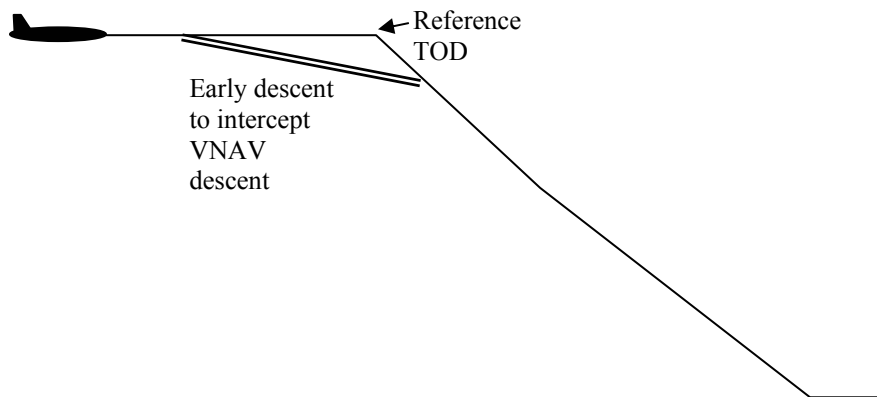 Reference
TOD
Early descent
to intercept
VNAV
descent